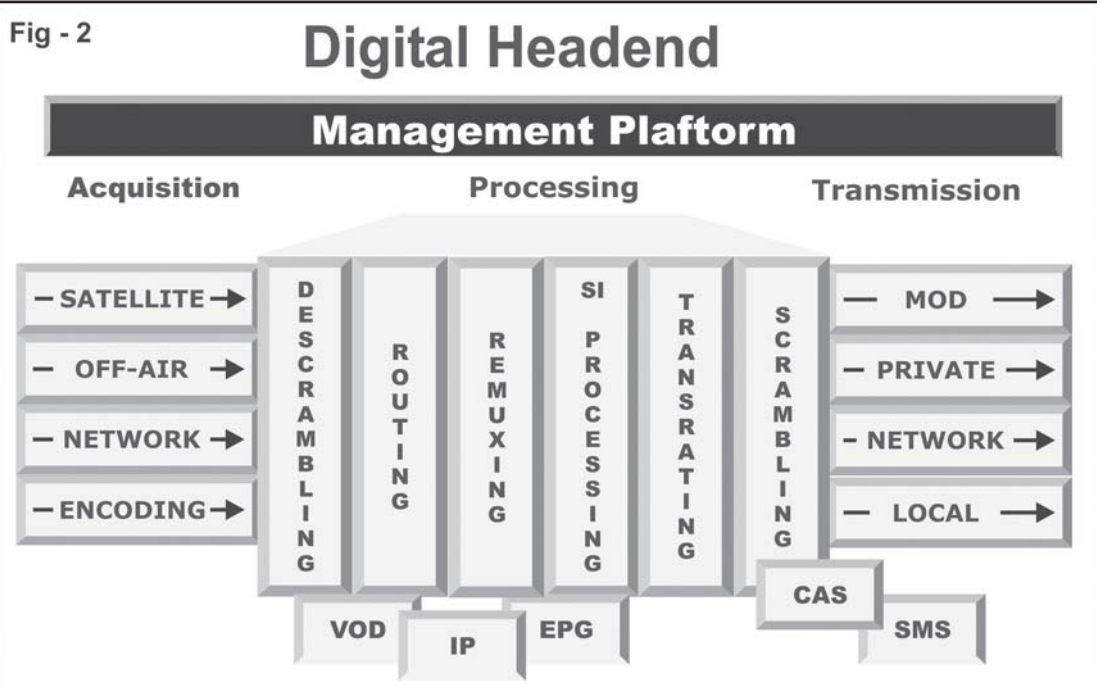 Fig - 2
Digital Headend
Management Plaftorm
Acquisition
Processing
Transmission
SATELLITE
OFF-AIR
NETWORK
ENCODING
DESCRAMBLING
ROUTING
REMUXING
SI PROCESSING
TRANSRATING
SCRAMBLING
MOD
PRIVATE
NETWORK
LOCAL
VOD
IP
EPG
CAS
SMS